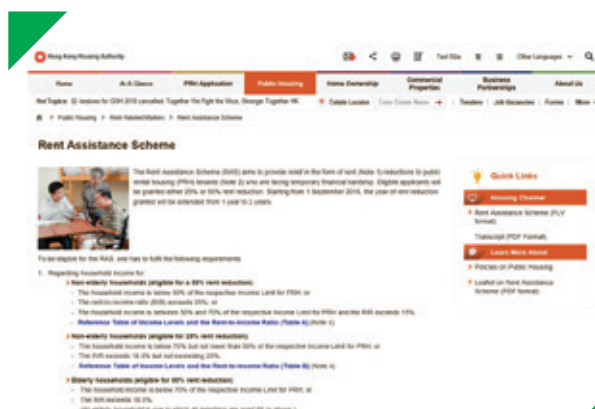 Hong Kong Housing Authority
Text Size
Other Languages
Home
At A Glance
PRH Application
Public Housing
Home Ownership
Commercial Properties
Business Partnerships
About Us
Hot Topics
sessions for GDH 2019 cancelled. Together We Fight the Virus, Stronger Together HK
Estate Locator
Enter Estate Name
Tenders
Job Vacancies
Forms
More
> Public Housing > Rent Related Matters > Rent Assistance Scheme
Rent Assistance Scheme
The Rent Assistance Scheme (RAS) aims to provide relief in the form of rent (Note 1) reductions to public
rental housing (PRH) tenants (Note 2) who are facing temporary financial hardship. Eligible applicants will
be granted either 25% or 50% rent reduction. Starting from 1 September 2016, the year of rent reduction
granted will be extended from 1 year to 2 years.
Quick Links
Housing Channel
> Rent Assistance Scheme (FLV format)
Transcript (PDF Format)
Learn More About
> Policies on Public Housing
> Leaflet on Rent Assistance Scheme (PDF format)
To be eligible for the RAS, one has to fulfil the following requirements
1. Regarding household income for
> Non-elderly households (eligible for a 50% rent reduction)
- The household income is below 50% of the respective Income Limit for PRH; or
- The rent-to-income ratio (RIR) exceeds 25%; or
- The household income is between 50% and 70% of the respective Income Limit for PRH and the RIR exceeds 15%.
- Reference Table of Income Levels and the Rent-to-income Ratio (Table A) (Note 4)
> Non-elderly households (eligible for 25% rent reduction)
- The household income is below 70% but not lower than 50% of the respective Income Limit for PRH; or
- The RIR exceeds 18.5% but not exceeding 25%.
- Reference Table of Income Levels and the Rent-to-income Ratio (Table B) (Note 4)
> Elderly households (eligible for 50% rent reduction)
- The household income is below 70% of the respective Income Limit for PRH; or
- The RIR exceeds 18.5%.